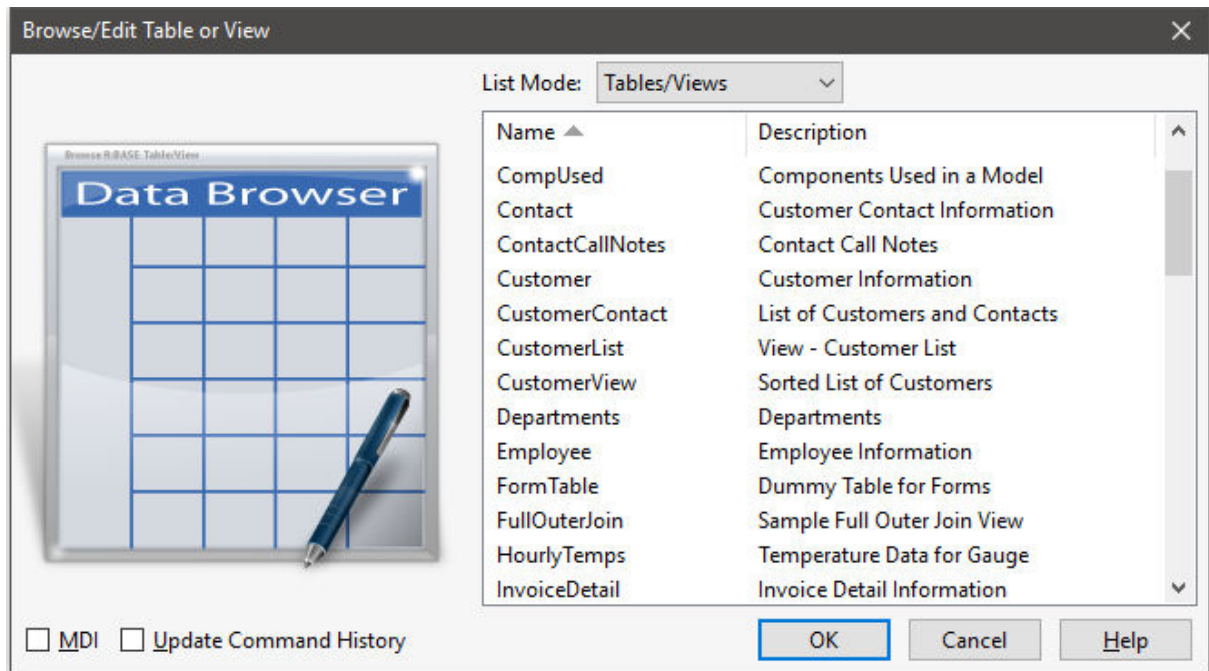 Browse/Edit Table or View
List Mode: Tables/Views
Browse R:BASE Table/View
Data Browser
Name Description
CompUsed Components Used in a Model
Contact Customer Contact Information
ContactCallNotes Contact Call Notes
Customer Customer Information
CustomerContact List of Customers and Contacts
CustomerList View - Customer List
CustomerView Sorted List of Customers
Departments Departments
Employee Employee Information
FormTable Dummy Table for Forms
FullOuterJoin Sample Full Outer Join View
HourlyTemps Temperature Data for Gauge
InvoiceDetail Invoice Detail Information
MDI Update Command History OK Cancel Help